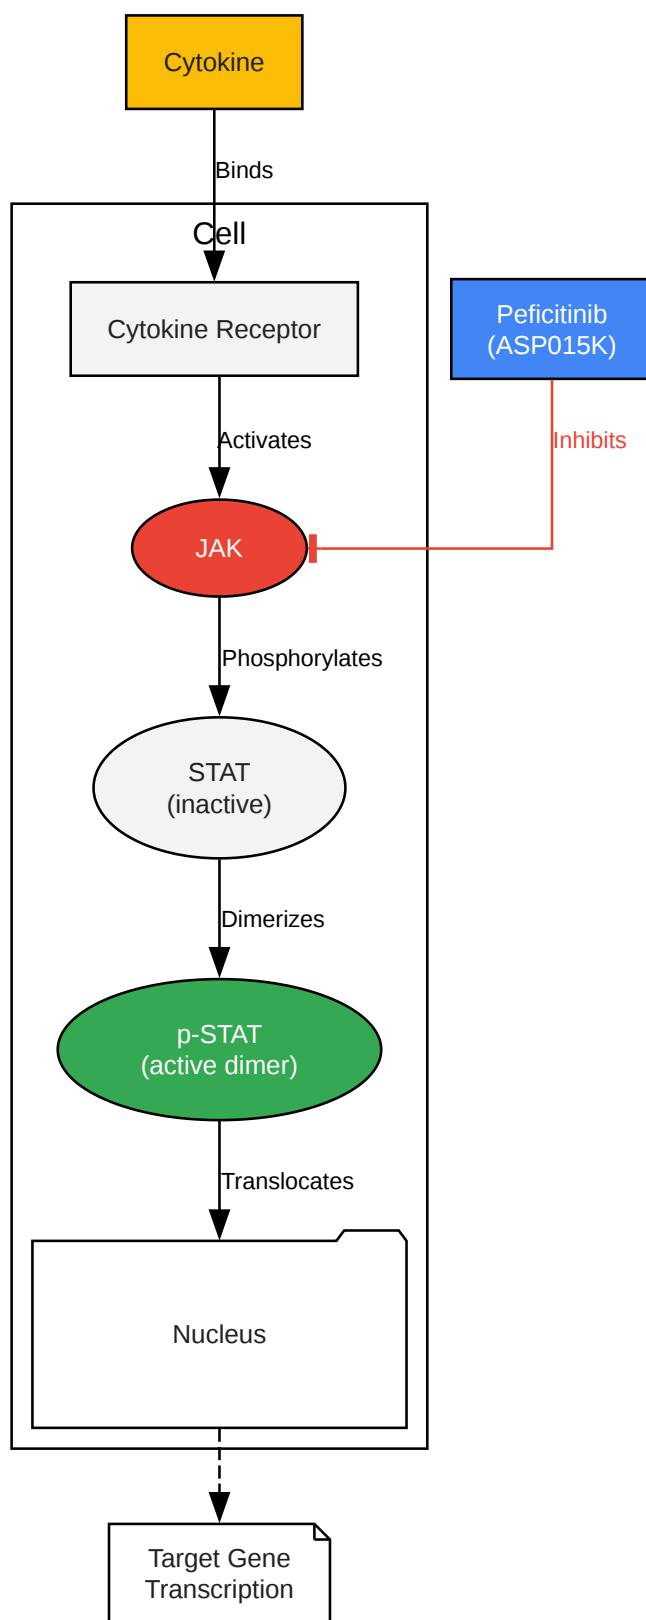 Cytokine
Binds
Cell
Cytokine Receptor
Peficitinib
(ASP015K)
Activates
Inhibits
JAK
Phosphorylates
STAT
(inactive)
Dimerizes
p-STAT
(active dimer)
Translocates
Nucleus
Target Gene
Transcription